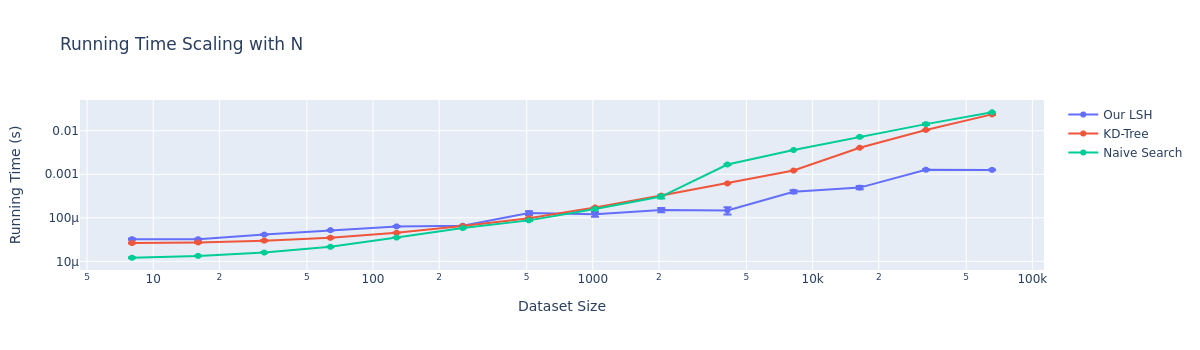 Running Time Scaling with N
Running Time (s)
0.01
0.001
100μ
10μ
5 10 2 5 100 2 5 1000 2 5 10k 2 5 100k
Dataset Size
Our LSH
KD-Tree
Naive Search